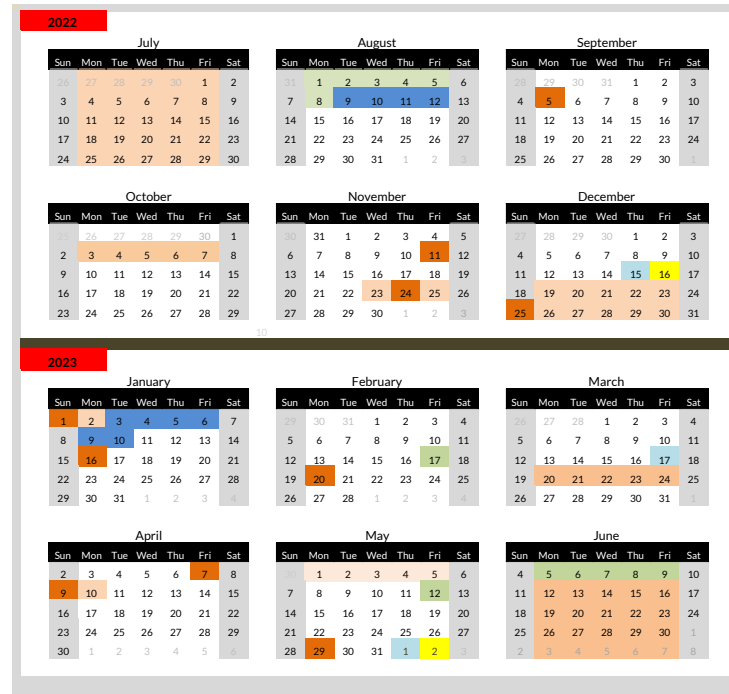 2022
July August September
Sun Mon Tue Wed Thu Fri Sat Sun Mon Tue Wed Thu Fri Sat Sun Mon Tue Wed Thu Fri Sat
26 27 28 29 30 1 2 31 1 2 3 4 5 6 28 29 30 31 1 2 3
3 4 5 6 7 8 9 7 8 9 10 11 12 13 4 5 6 7 8 9 10
10 11 12 13 14 15 16 14 15 16 17 18 19 20 11 12 13 14 15 16 17
17 18 19 20 21 22 23 21 22 23 24 25 26 27 18 19 20 21 22 23 24
24 25 26 27 28 29 30 28 29 30 31 1 2 3 25 26 27 28 29 30 1
October November December
Sun Mon Tue Wed Thu Fri Sat Sun Mon Tue Wed Thu Fri Sat Sun Mon Tue Wed Thu Fri Sat
25 26 27 28 29 30 1 30 31 1 2 3 4 5 27 28 29 30 1 2 3
2 3 4 5 6 7 8 6 7 8 9 10 11 12 4 5 6 7 8 9 10
9 10 11 12 13 14 15 13 14 15 16 17 18 19 11 12 13 14 15 16 17
16 17 18 19 20 21 22 20 21 22 23 24 25 26 18 19 20 21 22 23 24
23 24 25 26 27 28 29 27 28 29 30 1 2 3 25 26 27 28 29 30 31
10
2023
January February March
Sun Mon Tue Wed Thu Fri Sat Sun Mon Tue Wed Thu Fri Sat Sun Mon Tue Wed Thu Fri Sat
1 2 3 4 5 6 7 29 30 31 1 2 3 4 26 27 28 1 2 3 4
8 9 10 11 12 13 14 5 6 7 8 9 10 11 5 6 7 8 9 10 11
15 16 17 18 19 20 21 12 13 14 15 16 17 18 12 13 14 15 16 17 18
22 23 24 25 26 27 28 19 20 21 22 23 24 25 19 20 21 22 23 24 25
29 30 31 1 2 3 4 26 27 28 1 2 3 4 26 27 28 29 30 31 1
April May June
Sun Mon Tue Wed Thu Fri Sat Sun Mon Tue Wed Thu Fri Sat Sun Mon Tue Wed Thu Fri Sat
2 3 4 5 6 7 8 30 1 2 3 4 5 6 4 5 6 7 8 9 10
9 10 11 12 13 14 15 7 8 9 10 11 12 13 11 12 13 14 15 16 17
16 17 18 19 20 21 22 14 15 16 17 18 19 20 18 19 20 21 22 23 24
23 24 25 26 27 28 29 21 22 23 24 25 26 27 25 26 27 28 29 30 1
30 1 2 3 4 5 6 28 29 30 31 1 2 3 2 3 4 5 6 7 8